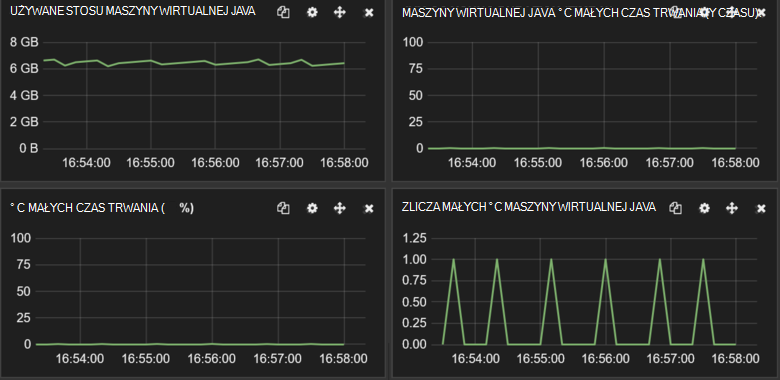 UŻYWANE STOSU MASZYNY WIRTUALNEJ JAVA
8 GB
6 GB
4 GB
2 GB
0 B
16:54:00 16:55:00 16:56:00 16:57:00 16:58:00
MASZYNY WIRTUALNEJ JAVA °C MAŁYCH CZAS TRWANIA (Y CZASU)
100
75
50
25
0
16:54:00 16:55:00 16:56:00 16:57:00 16:58:00
°C MAŁYCH CZAS TRWANIA ( %)
100
75
50
25
0
16:54:00 16:55:00 16:56:00 16:57:00 16:58:00
ZLICZA MAŁYCH °C MASZYNY WIRTUALNEJ JAVA
1.25
1.00
0.75
0.50
0.25
0.00
16:54:00 16:55:00 16:56:00 16:57:00 16:58:00